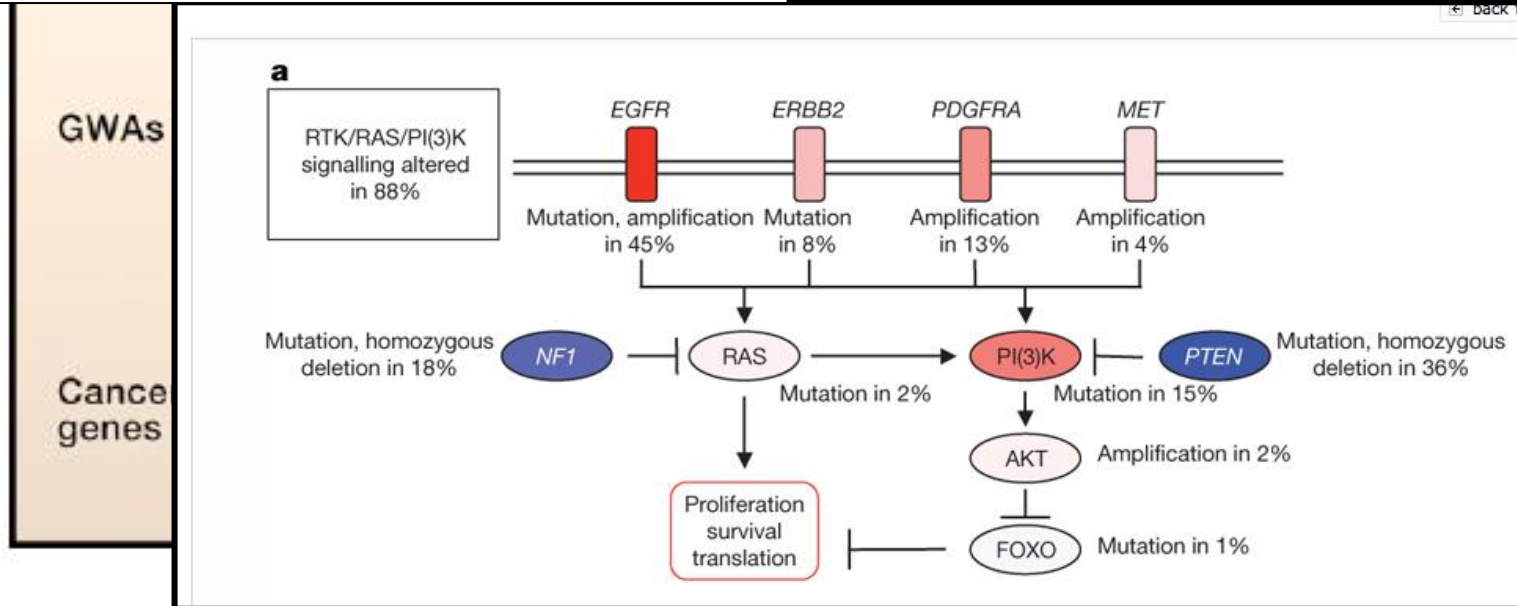 back
a
GWAs
RTK/RAS/PI(3)K
signalling altered
in 88%
EGFR
ERBB2
PDGFRA
MET
Mutation, amplification
in 45%
Mutation
in 8%
Amplification
in 13%
Amplification
in 4%
Mutation, homozygous
deletion in 18%
NF1
RAS
PI(3)K
PTEN
Mutation, homozygous
deletion in 36%
Mutation in 2%
Mutation in 15%
Cance
genes
AKT
Amplification in 2%
Proliferation
survival
translation
FOXO
Mutation in 1%